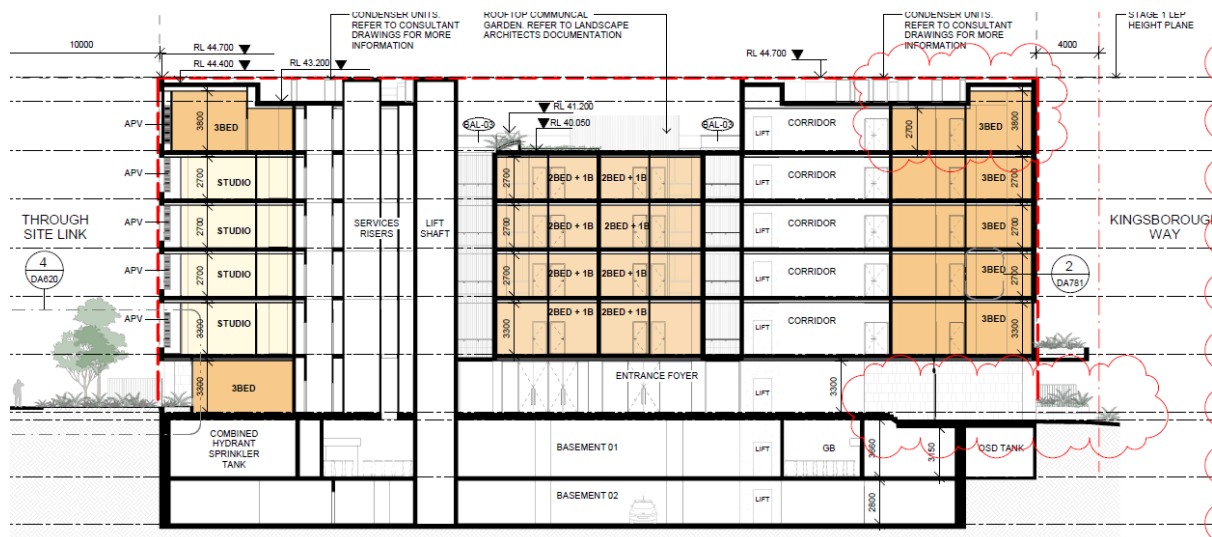 CONDENSER UNITS.
REFER TO CONSULTANT
DRAWINGS FOR MORE
INFORMATION
ROOFTOP COMMUNCAL
GARDEN. REFER TO LANDSCAPE
ARCHITECTS DOCUMENTATION
CONDENSER UNITS.
REFER TO CONSULTANT
DRAWINGS FOR MORE
INFORMATION
STAGE 1 LEP
HEIGHT PLANE
10000
RL 44.700
RL 44.400
RL 43.200
RL 44.700
4000
RL 41.200
RL 40.050
BAL-03
BAL-03
APV
3800
3BED
LIFT
CORRIDOR
2700
3BED
3800
APV
2700
STUDIO
2700
2BED + 1B
2BED + 1B
LIFT
CORRIDOR
3BED
2700
APV
2700
STUDIO
SERVICES
RISERS
LIFT
SHAFT
2700
2BED + 1B
2BED + 1B
LIFT
CORRIDOR
3BED
2700
THROUGH
SITE LINK
KINGSBOROUGH
WAY
4
DA620
APV
2700
STUDIO
2700
2BED + 1B
2BED + 1B
LIFT
CORRIDOR
3BED
2700
2
DA781
APV
3300
STUDIO
3300
2BED + 1B
2BED + 1B
LIFT
CORRIDOR
3BED
3300
3300
3BED
ENTRANCE FOYER
LIFT
3300
COMBINED
HYDRANT
SPRINKLER
TANK
BASEMENT 01
LIFT
GB
3660
3150
OSD TANK
BASEMENT 02
LIFT
2800